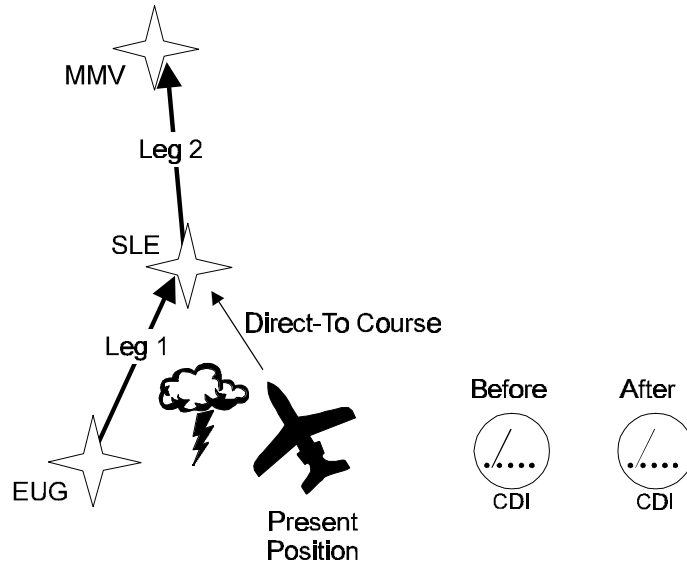 MMV
Leg 2
SLE
Direct-To Course
Leg 1
Before
After
EUG
CDI
CDI
Present
Position